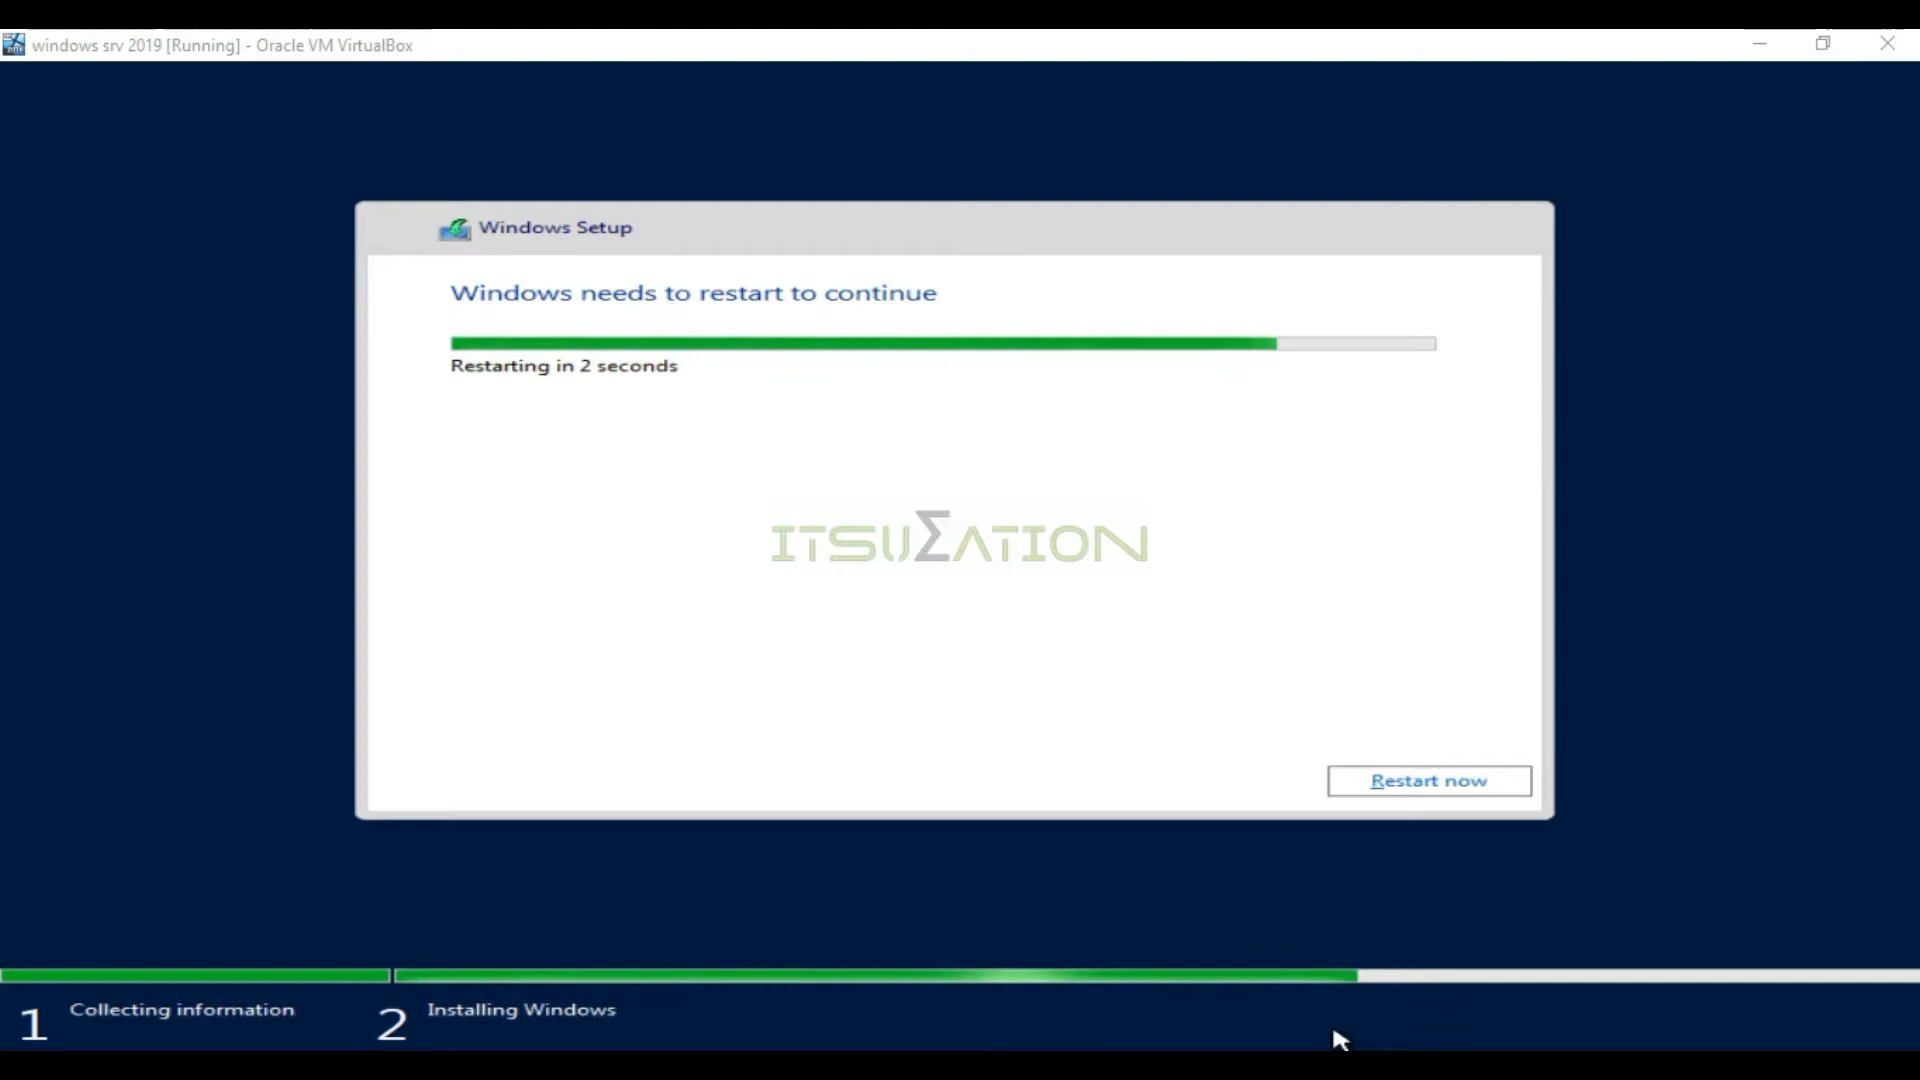 windows srv 2019 [Running] - Oracle VM VirtualBox
Windows Setup
Windows needs to restart to continue
Restarting in 2 seconds
ITSUΣATION
Restart now
1 Collecting information
2 Installing Windows